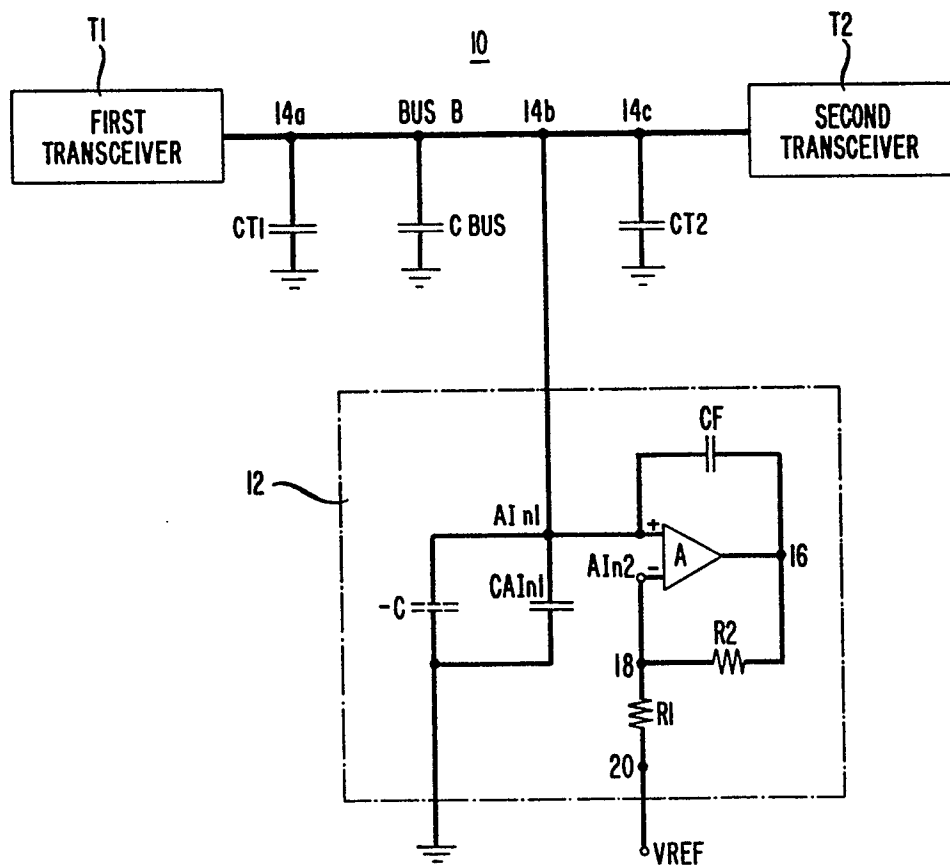 T1
10
T2
FIRST TRANSCEIVER
14a
BUS B
14b
14c
SECOND TRANSCEIVER
CT1
C BUS
CT2
12
CF
AIn1
+
A
16
AIn2
-
-C
CAIn1
R2
18
R1
20
VREF